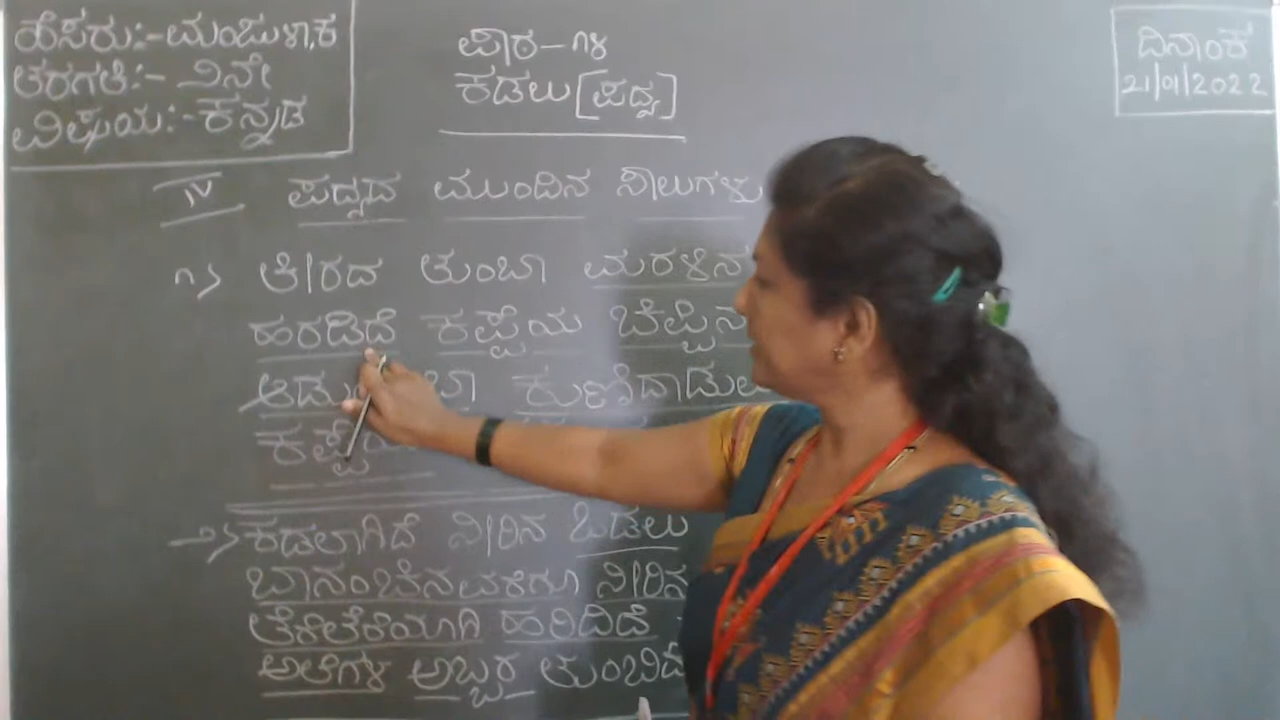 ಹೆಸರು:-ಮಂಜುಳಾ.ಕ
ತರಗತಿ:- ೨ನೇ
ವಿಷಯ:-ಕನ್ನಡ
ಪಾಠ-೧೪
ಕಡಲು [ಪದ್ಯ]
ದಿನಾಂಕ
21/01/2022
IV ಪದ್ಯದ ಮುಂದಿನ ಸಾಲುಗಳು
೧> ತೀರದ ತುಂಬಾ ಮರಳಿನ
ಹರಡಿದೆ ಕಪ್ಪೆಯ ಚಿಪ್ಪಿನ
ಕುಣಿದಾಡುಲು
೨> ಕಡಲಾಗಿದೆ ನೀರಿನ ಒಡಲು
ಬಾನಂಚಿನವರೆಗೂ ನೀರಿನ
ತೆರೆತೆರೆಯಾಗಿ ಹರಿದಿದೆ
ಅಲೆಗಳ ಅಬ್ಬರ ತುಂಬಿದೆ